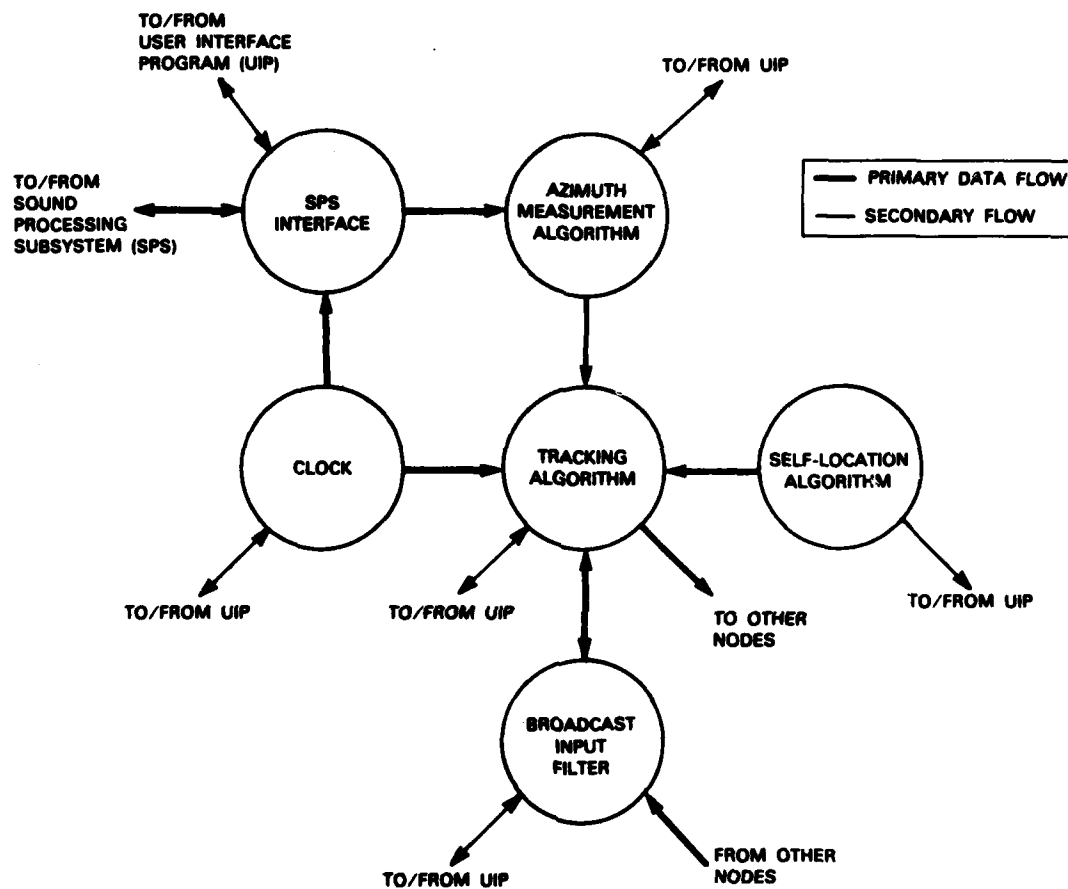 TO/FROM
USER INTERFACE
PROGRAM (UIP)
TO/FROM UIP
TO/FROM
SOUND
PROCESSING
SUBSYSTEM (SPS)
SPS
INTERFACE
AZIMUTH
MEASUREMENT
ALGORITHM
PRIMARY DATA FLOW
SECONDARY FLOW
CLOCK
TRACKING
ALGORITHM
SELF-LOCATION
ALGORITHM
TO/FROM UIP
TO/FROM UIP
TO OTHER
NODES
TO/FROM UIP
BROADCAST
INPUT
FILTER
TO/FROM UIP
FROM OTHER
NODES